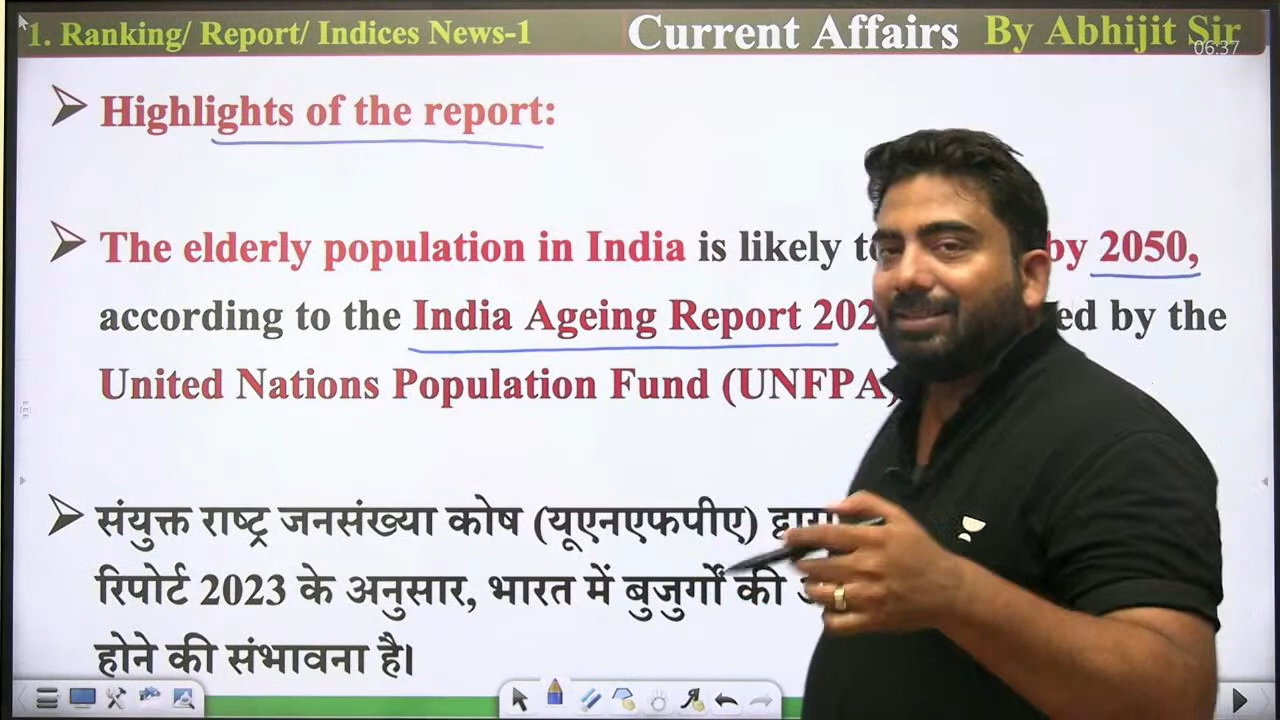 1. Ranking/ Report/ Indices News-1 Current Affairs By Abhijit Sir
06:37
Highlights of the report:
The elderly population in India is likely to by 2050,
according to the India Ageing Report by the
United Nations Population Fund (UNFPA)
संयुक्त राष्ट्र जनसंख्या कोष (यूएनएफपीए)
रिपोर्ट 2023 के अनुसार, भारत में बुजुर्गों की
होने की संभावना है।